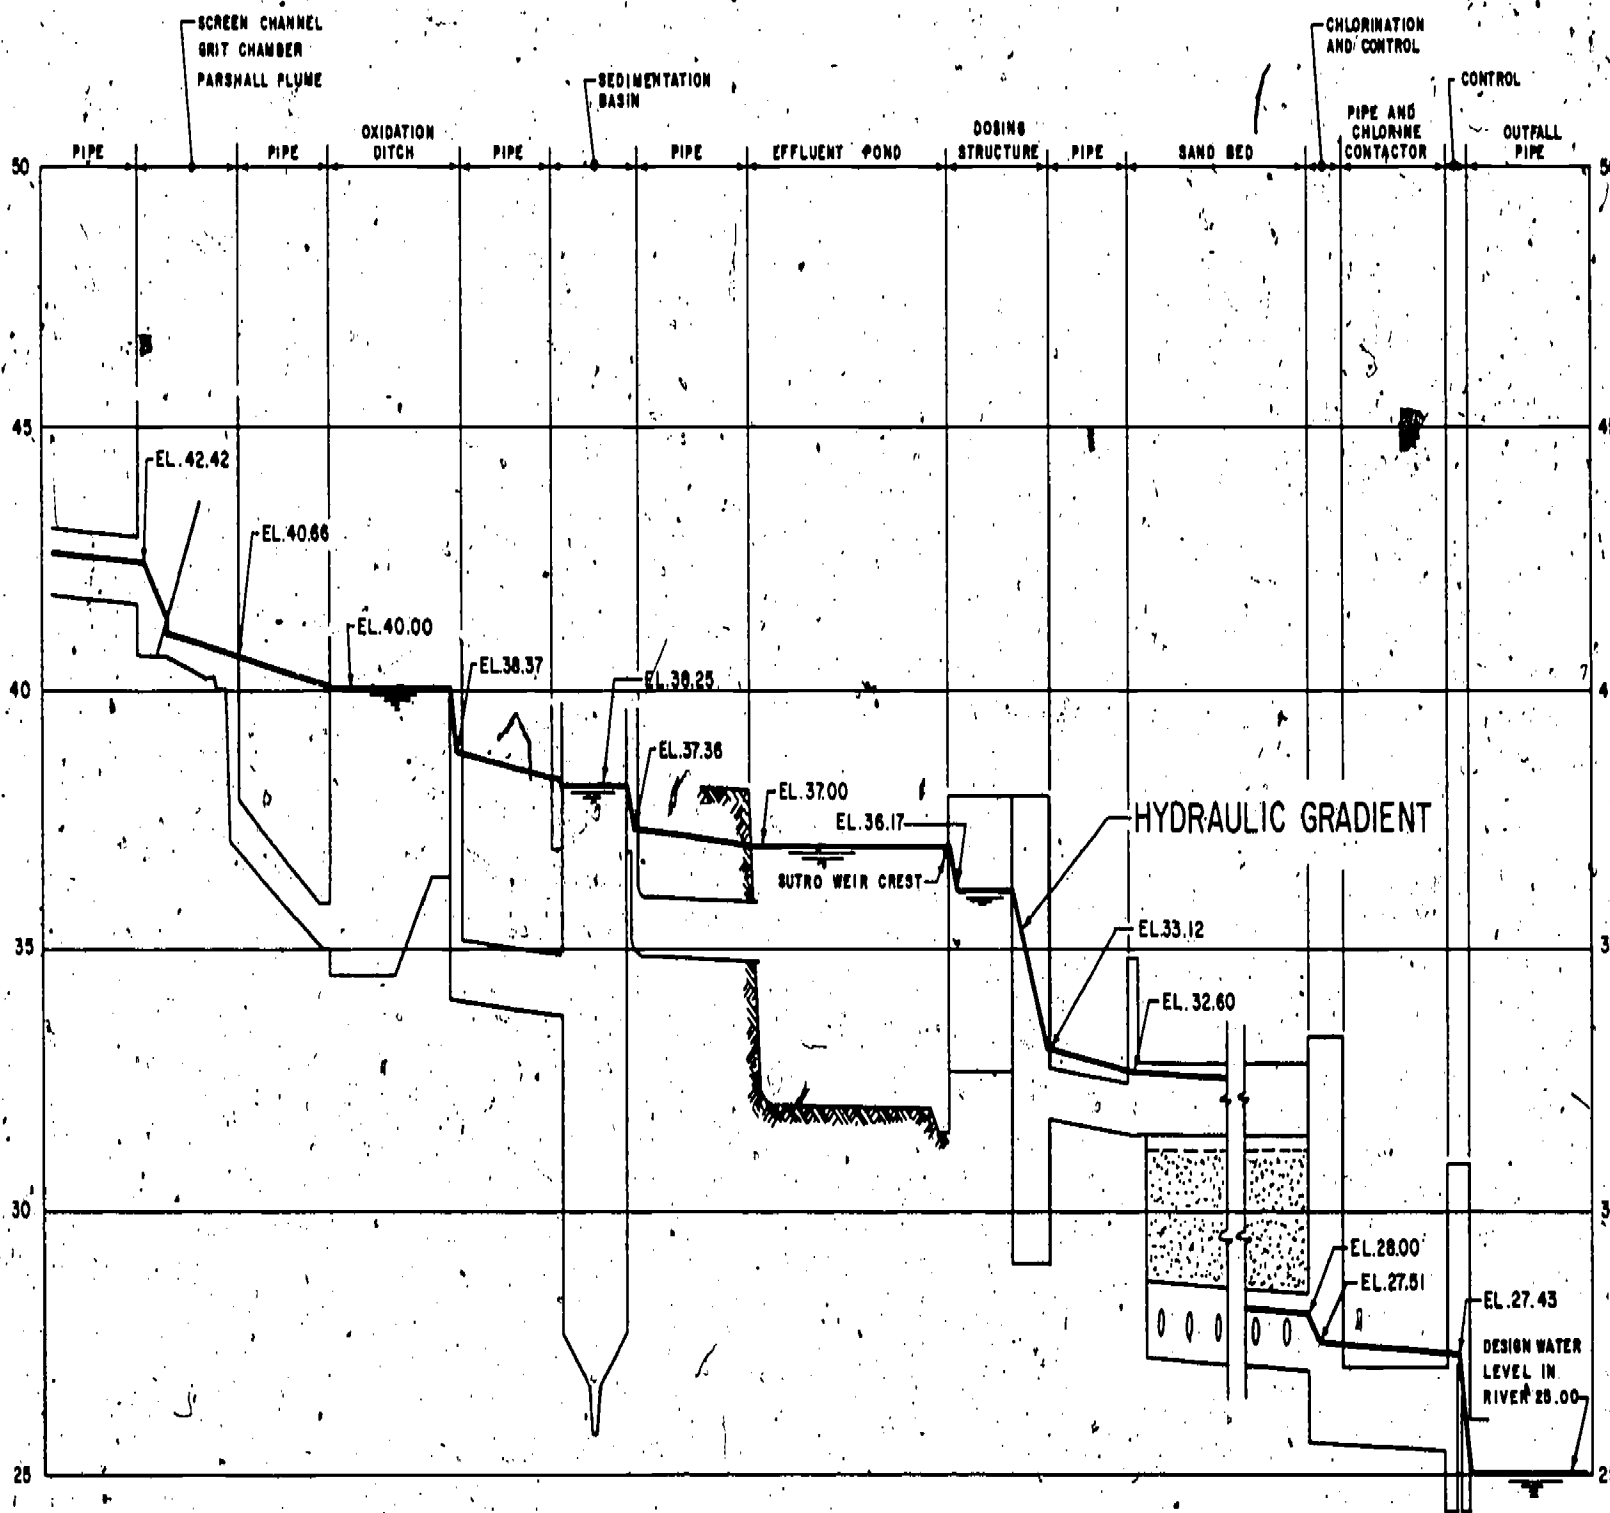 SCREEN CHANNEL
GRIT CHAMBER
PARSHALL FLUME
SEDIMENTATION
BASIN
CHLORINATION
AND CONTROL
CONTROL
PIPE
PIPE
OXIDATION
DITCH
PIPE
PIPE
EFFLUENT POND
DOSING
STRUCTURE
PIPE
SAND BED
PIPE AND
CHLORINE
CONTACTOR
OUTFALL
PIPE
50
45
EL.42.42
EL.40.66
EL.40.00
EL.38.37
EL.38.25
40
EL.37.36
EL.37.00
EL.36.17
HYDRAULIC GRADIENT
SUTRO WEIR CREST
EL.33.12
35
EL.32.60
30
EL.28.00
EL.27.51
EL.27.43
DESIGN WATER
LEVEL IN
RIVER 25.00
25